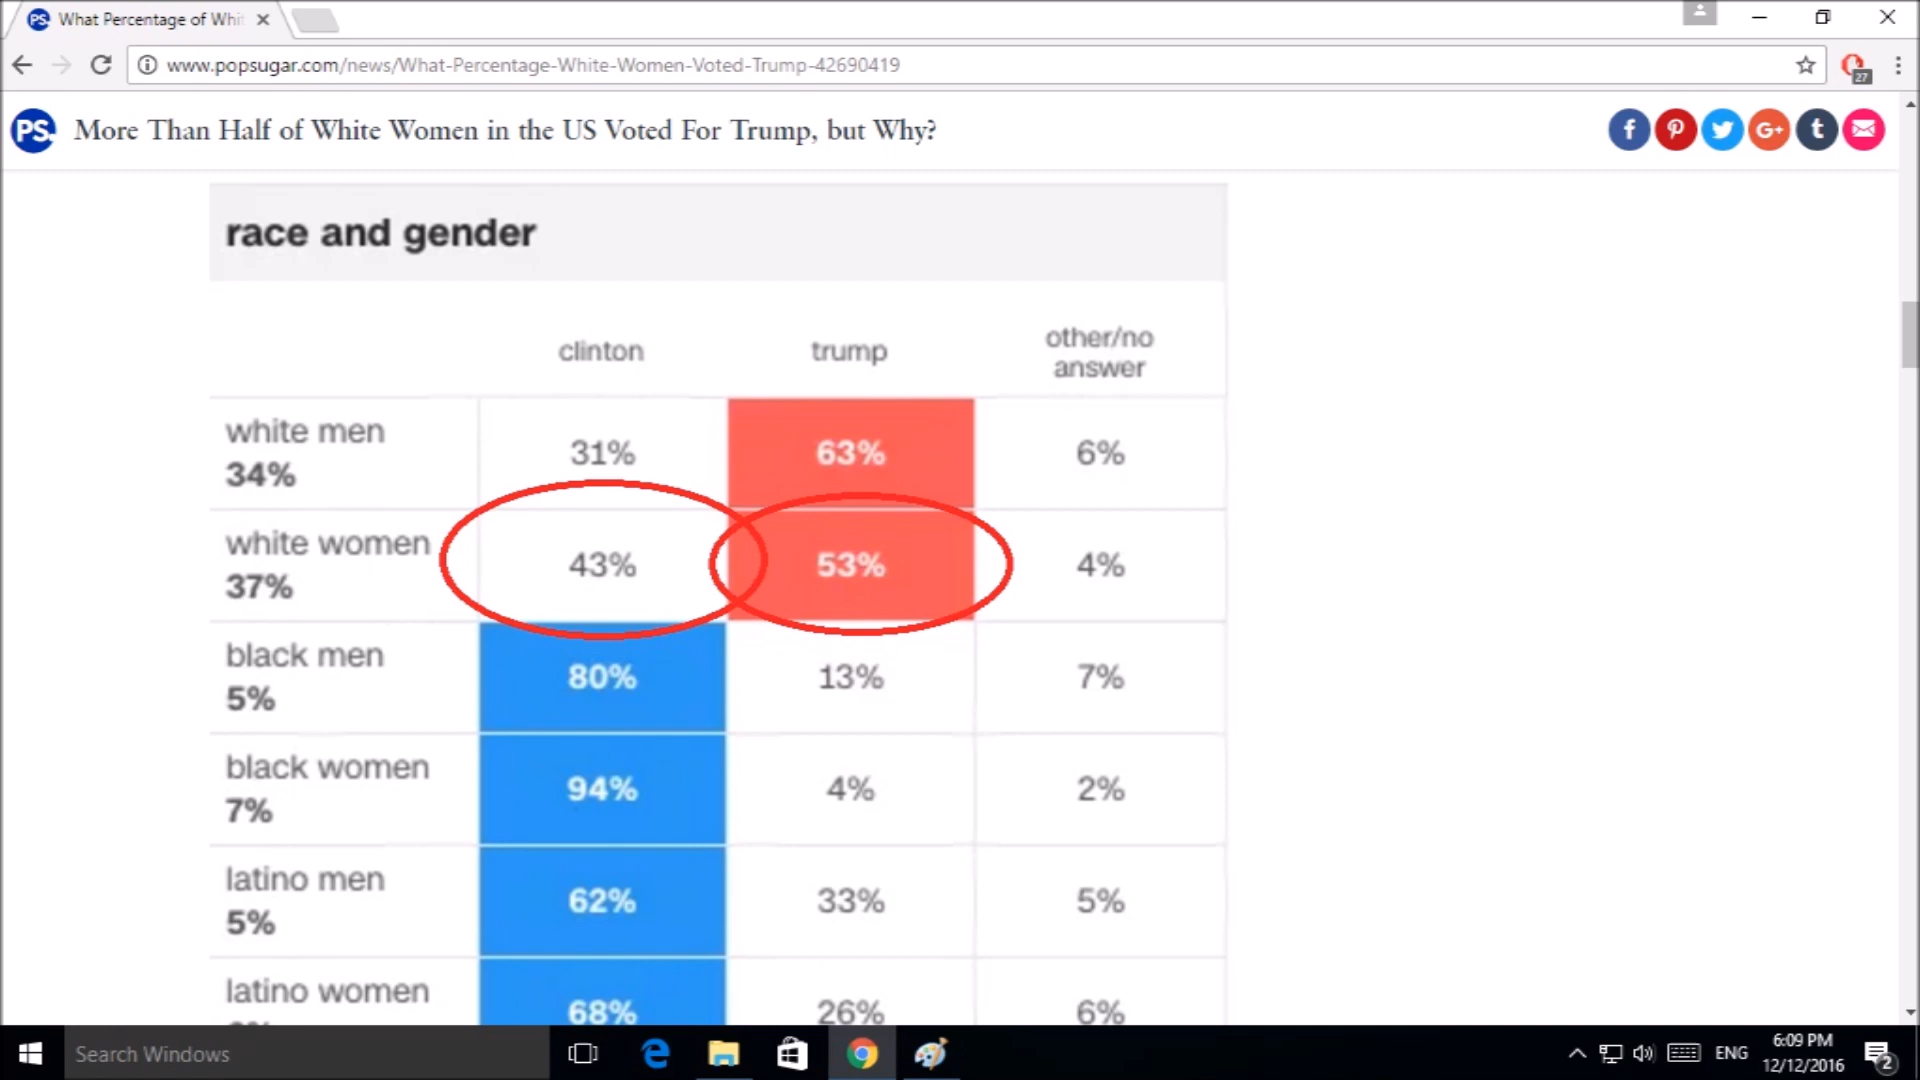 PS What Percentage of Whi
www.popsugar.com/news/What-Percentage-White-Women-Voted-Trump-42690419
27
PS. More Than Half of White Women in the US Voted For Trump, but Why?
race and gender
clinton trump other/no answer
white men 31% 63% 6%
34%
white women 43% 53% 4%
37%
black men 80% 13% 7%
5%
black women 94% 4% 2%
7%
latino men 62% 33% 5%
5%
latino women 68% 26% 6%
Search Windows
ENG
6:09 PM
12/12/2016
2